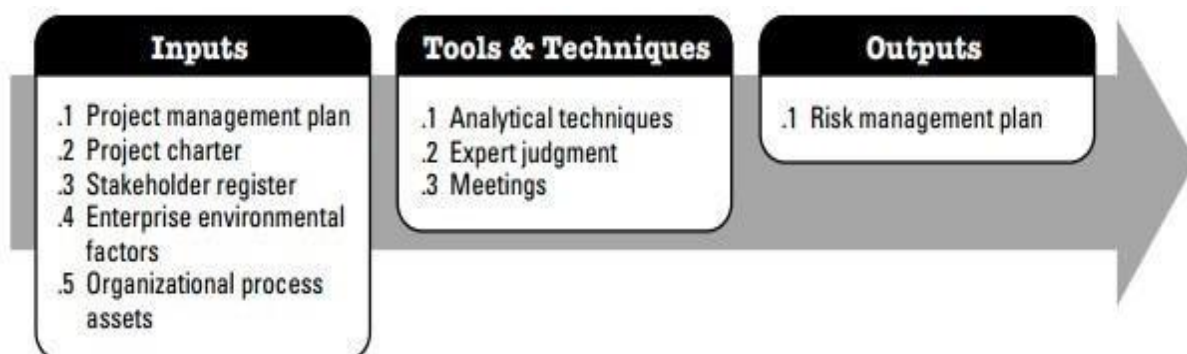 Inputs
.1 Project management plan
.2 Project charter
.3 Stakeholder register
.4 Enterprise environmental
factors
.5 Organizational process
assets
Tools & Techniques
.1 Analytical techniques
.2 Expert judgment
.3 Meetings
Outputs
.1 Risk management plan